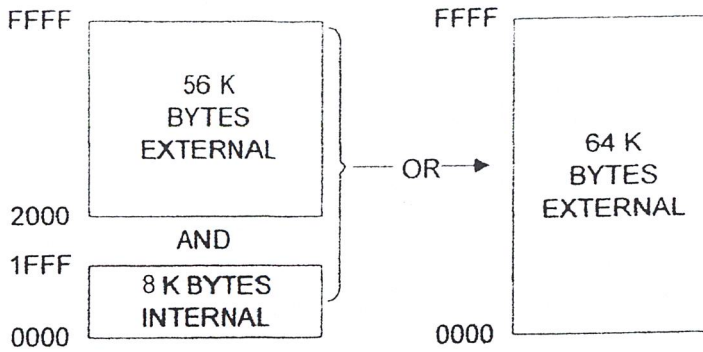 FFFF
56 K
BYTES
EXTERNAL
2000
AND
1FFF
8 K BYTES
INTERNAL
0000
OR
FFFF
64 K
BYTES
EXTERNAL
0000